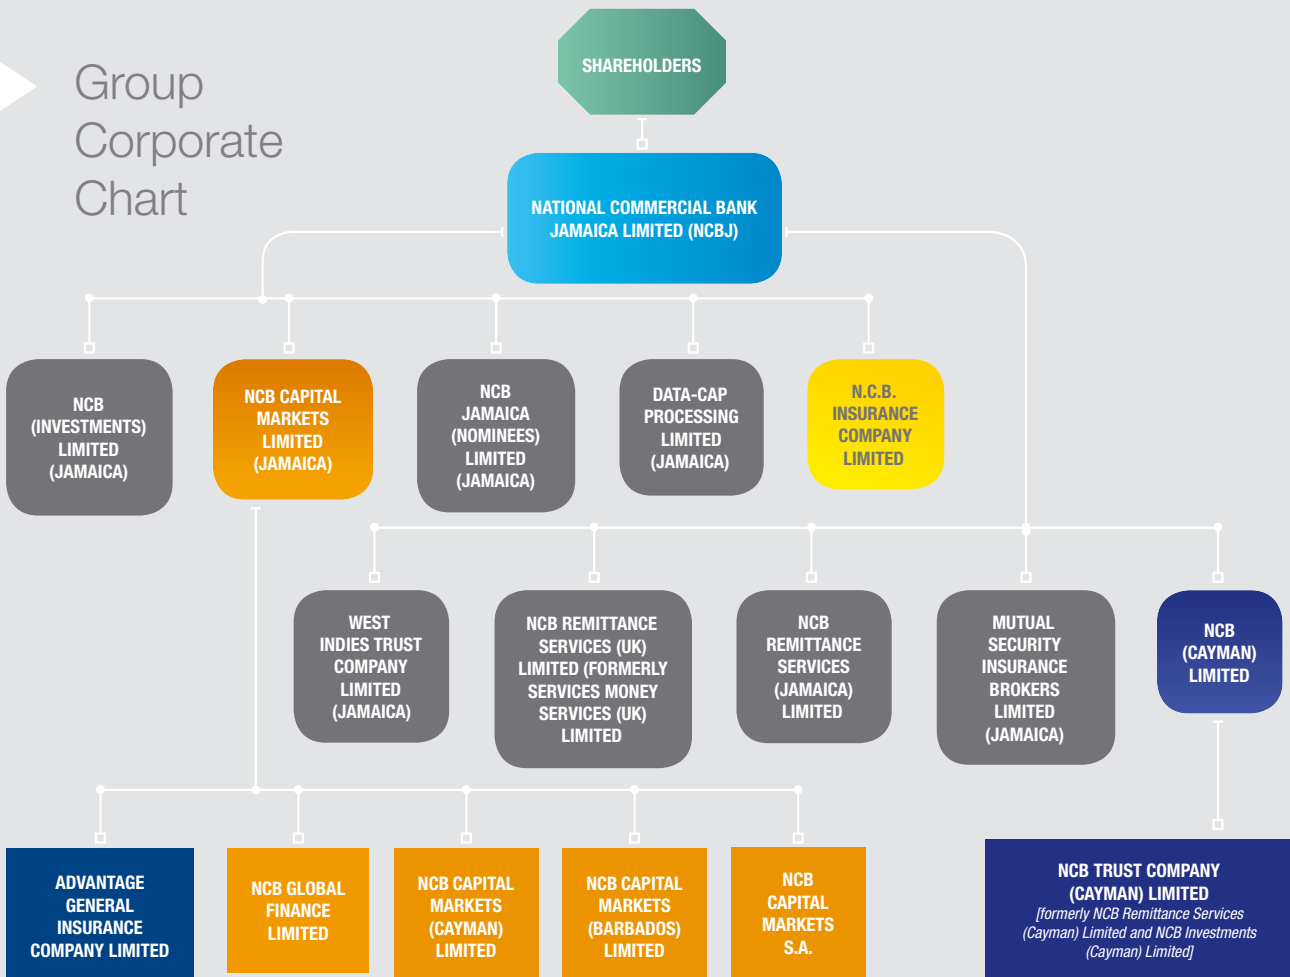 Group
Corporate
Chart
SHAREHOLDERS
NATIONAL COMMERCIAL BANK
JAMAICA LIMITED (NCBJ)
NCB
(INVESTMENTS)
LIMITED
(JAMAICA)
NCB CAPITAL
MARKETS
LIMITED
(JAMAICA)
NCB
JAMAICA
(NOMINEES)
LIMITED
(JAMAICA)
DATA-CAP
PROCESSING
LIMITED
(JAMAICA)
N.C.B.
INSURANCE
COMPANY
LIMITED
WEST
INDIES TRUST
COMPANY
LIMITED
(JAMAICA)
NCB REMITTANCE
SERVICES (UK)
LIMITED (FORMERLY
SERVICES MONEY
SERVICES (UK)
LIMITED
NCB
REMITTANCE
SERVICES
(JAMAICA)
LIMITED
MUTUAL
SECURITY
INSURANCE
BROKERS
LIMITED
(JAMAICA)
NCB
(CAYMAN)
LIMITED
ADVANTAGE
GENERAL
INSURANCE
COMPANY LIMITED
NCB GLOBAL
FINANCE
LIMITED
NCB CAPITAL
MARKETS
(CAYMAN)
LIMITED
NCB CAPITAL
MARKETS
(BARBADOS)
LIMITED
NCB
CAPITAL
MARKETS
S.A.
NCB TRUST COMPANY
(CAYMAN) LIMITED
[formerly NCB Remittance Services
(Cayman) Limited and NCB Investments
(Cayman) Limited]